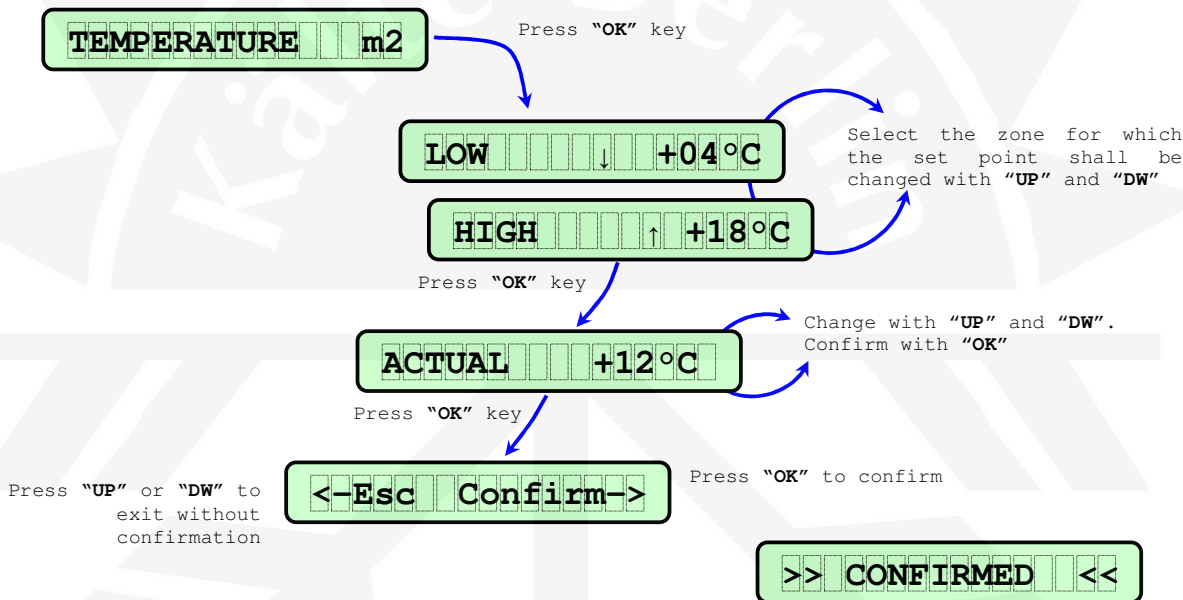 TEMPERATURE m2
Press “OK” key
LOW ↓ +04°C
Select the zone for which
the set point shall be
changed with “UP” and “DW”
HIGH ↑ +18°C
Press “OK” key
ACTUAL +12°C
Change with “UP” and “DW”.
Confirm with “OK”
Press “OK” key
Press “UP” or “DW” to
exit without
confirmation
<-Esc Confirm->
Press “OK” to confirm
>> CONFIRMED <<